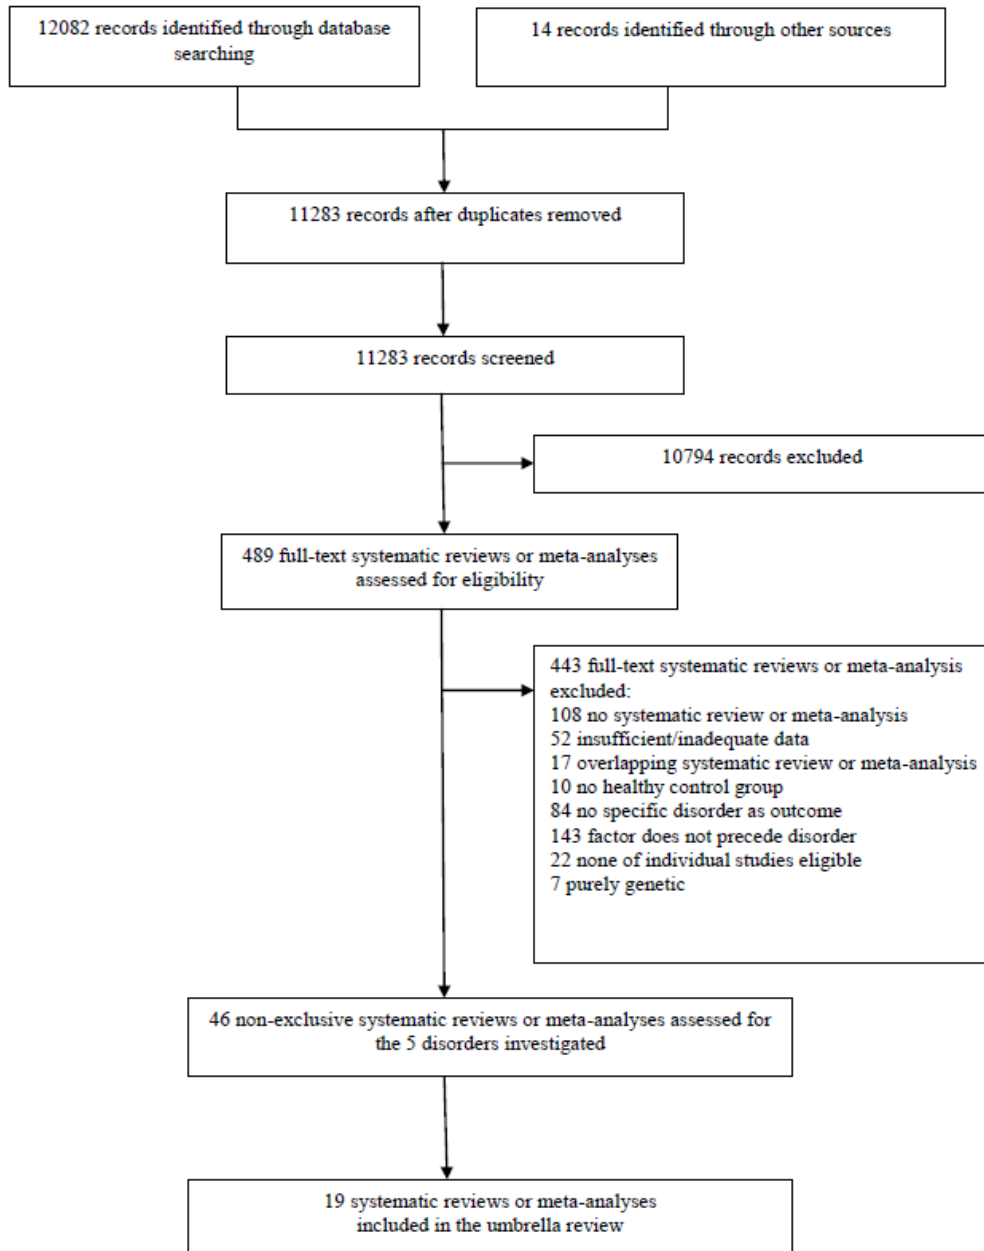 12082 records identified through database
searching
14 records identified through other sources
11283 records after duplicates removed
11283 records screened
10794 records excluded
489 full-text systematic reviews or meta-analyses
assessed for eligibility
443 full-text systematic reviews or meta-analysis
excluded:
108 no systematic review or meta-analysis
52 insufficient/inadequate data
17 overlapping systematic review or meta-analysis
10 no healthy control group
84 no specific disorder as outcome
143 factor does not precede disorder
22 none of individual studies eligible
7 purely genetic
46 non-exclusive systematic reviews or meta-analyses assessed for
the 5 disorders investigated
19 systematic reviews or meta-analyses
included in the umbrella review